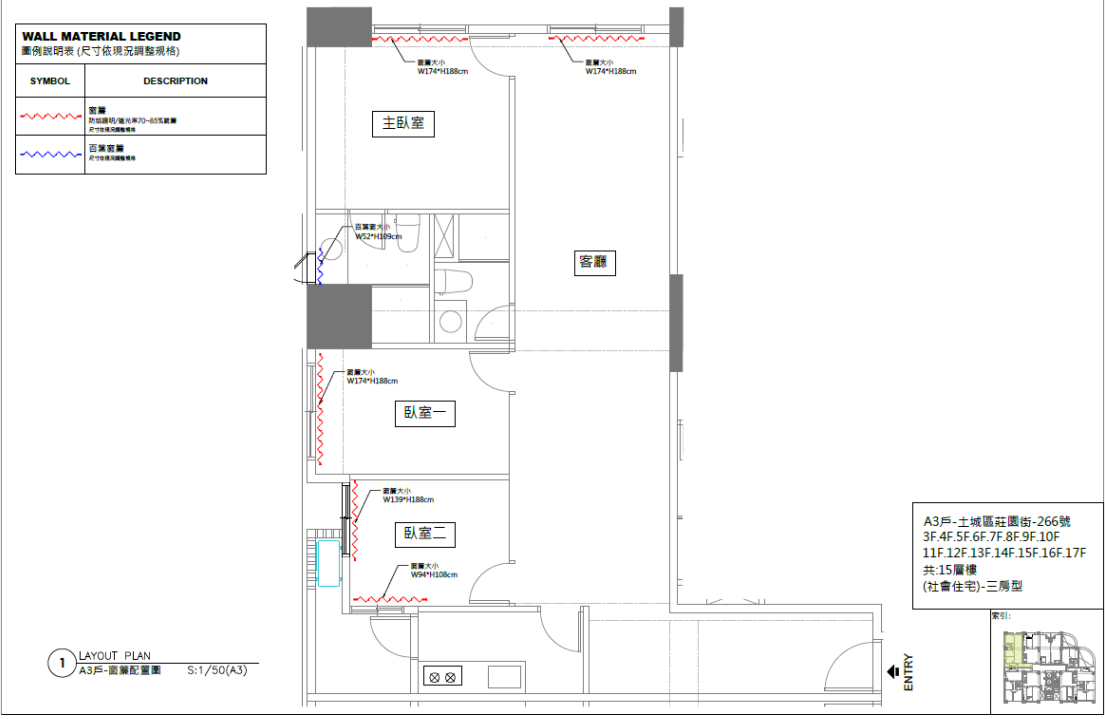 WALL MATERIAL LEGEND
圖例說明表 (尺寸依現況調整規格)
SYMBOL DESCRIPTION
窗簾
防焰證明/遮光率70~85%窗簾
尺寸依現況調整規格
百葉窗簾
尺寸依現況調整規格
窗簾大小
W174*H188cm
窗簾大小
W174*H188cm
主臥室
百葉窗大小
W52*H109cm
客廳
窗簾大小
W174*H188cm
臥室一
窗簾大小
W139*H188cm
臥室二
窗簾大小
W94*H108cm
A3戶-土城區莊園街-266號
3F.4F.5F.6F.7F.8F.9F.10F
11F.12F.13F.14F.15F.16F.17F
共:15層樓
(社會住宅)-三房型
索引:
ENTRY
1
LAYOUT PLAN
A3戶-窗簾配置圖 S:1/50(A3)